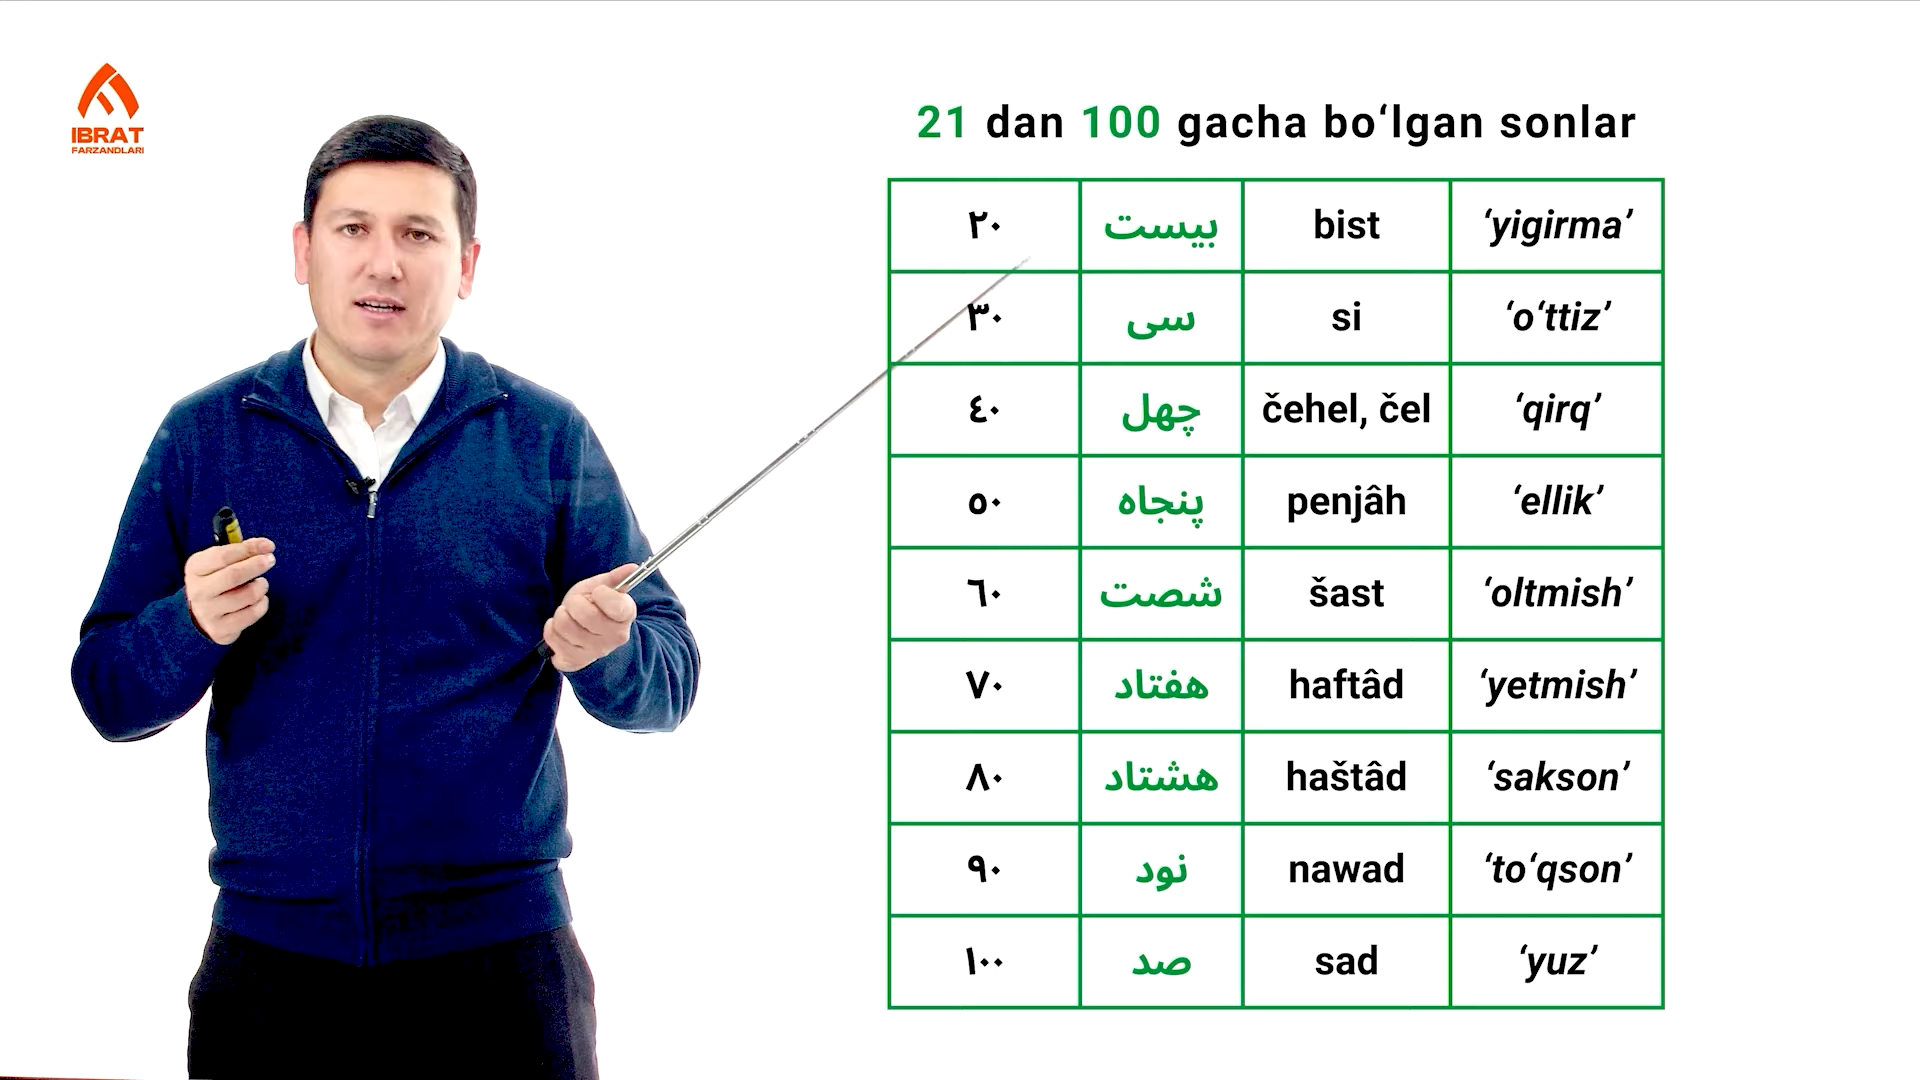 IBRAT
FARZANDLARI
21 dan 100 gacha bo‘lgan sonlar
٢٠ بیست bist ‘yigirma’
٣٠ سی si ‘o‘ttiz’
٤٠ چهل čehel, čel ‘qirq’
٥٠ پنجاه penjâh ‘ellik’
٦٠ شصت šast ‘oltmish’
٧٠ هفتاد haftâd ‘yetmish’
٨٠ هشتاد haštâd ‘sakson’
٩٠ نود nawad ‘to‘qson’
١٠٠ صد sad ‘yuz’